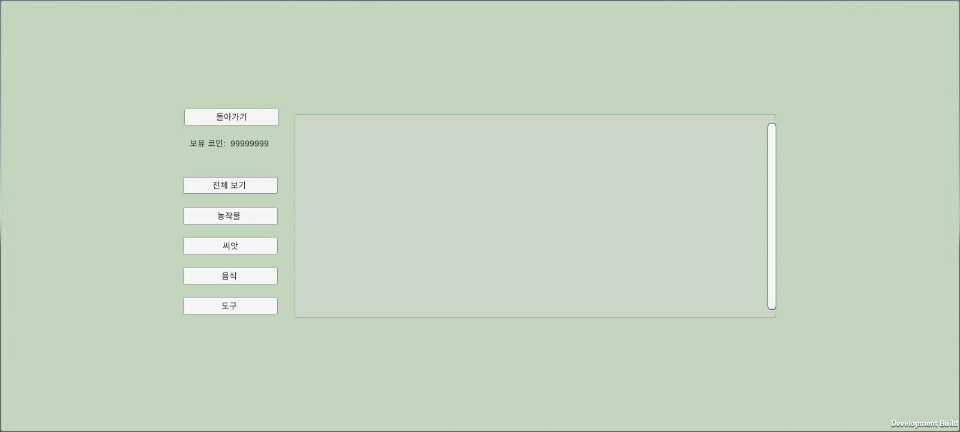 돌아가기
보유 코인: 99999999
전체 보기
농작물
씨앗
음식
도구
Development Build